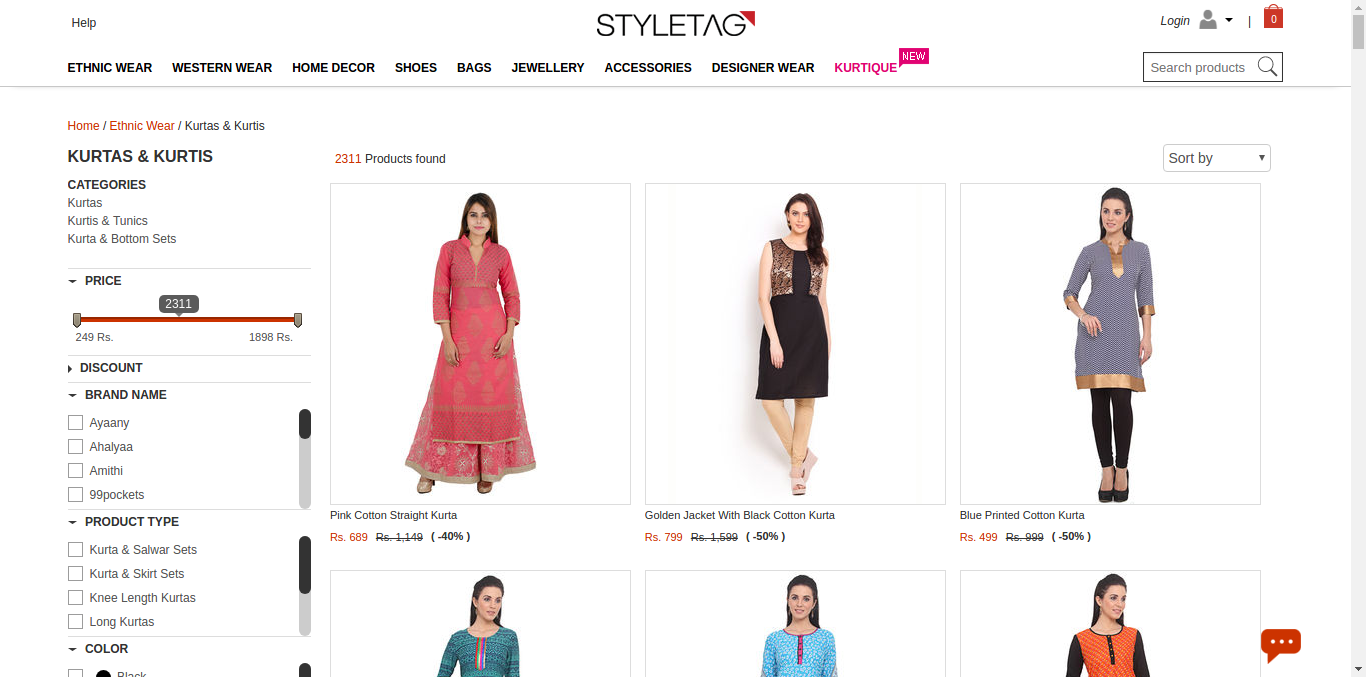 Help
STYLETAG
Login
|
0
ETHNIC WEAR
WESTERN WEAR
HOME DECOR
SHOES
BAGS
JEWELLERY
ACCESSORIES
DESIGNER WEAR
KURTIQUE
NEW
Search products
Home / Ethnic Wear / Kurtas & Kurtis
KURTAS & KURTIS
2311 Products found
Sort by
CATEGORIES
Kurtas
Kurtis & Tunics
Kurta & Bottom Sets
PRICE
2311
249 Rs.
1898 Rs.
DISCOUNT
BRAND NAME
Ayaany
Ahalyaa
Amithi
99pockets
PRODUCT TYPE
Kurta & Salwar Sets
Kurta & Skirt Sets
Knee Length Kurtas
Long Kurtas
COLOR
Black
Pink Cotton Straight Kurta
Rs. 689 Rs. 1,149 ( -40% )
Golden Jacket With Black Cotton Kurta
Rs. 799 Rs. 1,599 ( -50% )
Blue Printed Cotton Kurta
Rs. 499 Rs. 999 ( -50% )